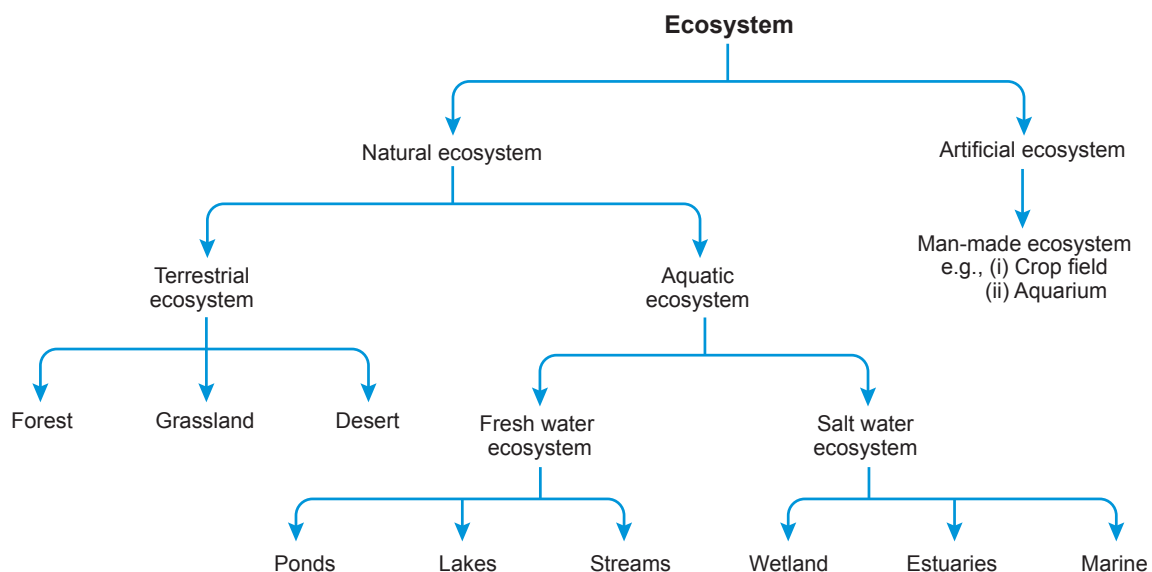 Ecosystem
Natural ecosystem
Artificial ecosystem
Man-made ecosystem
e.g., (i) Crop field
(ii) Aquarium
Terrestrial
ecosystem
Aquatic
ecosystem
Forest
Grassland
Desert
Fresh water
ecosystem
Salt water
ecosystem
Ponds
Lakes
Streams
Wetland
Estuaries
Marine